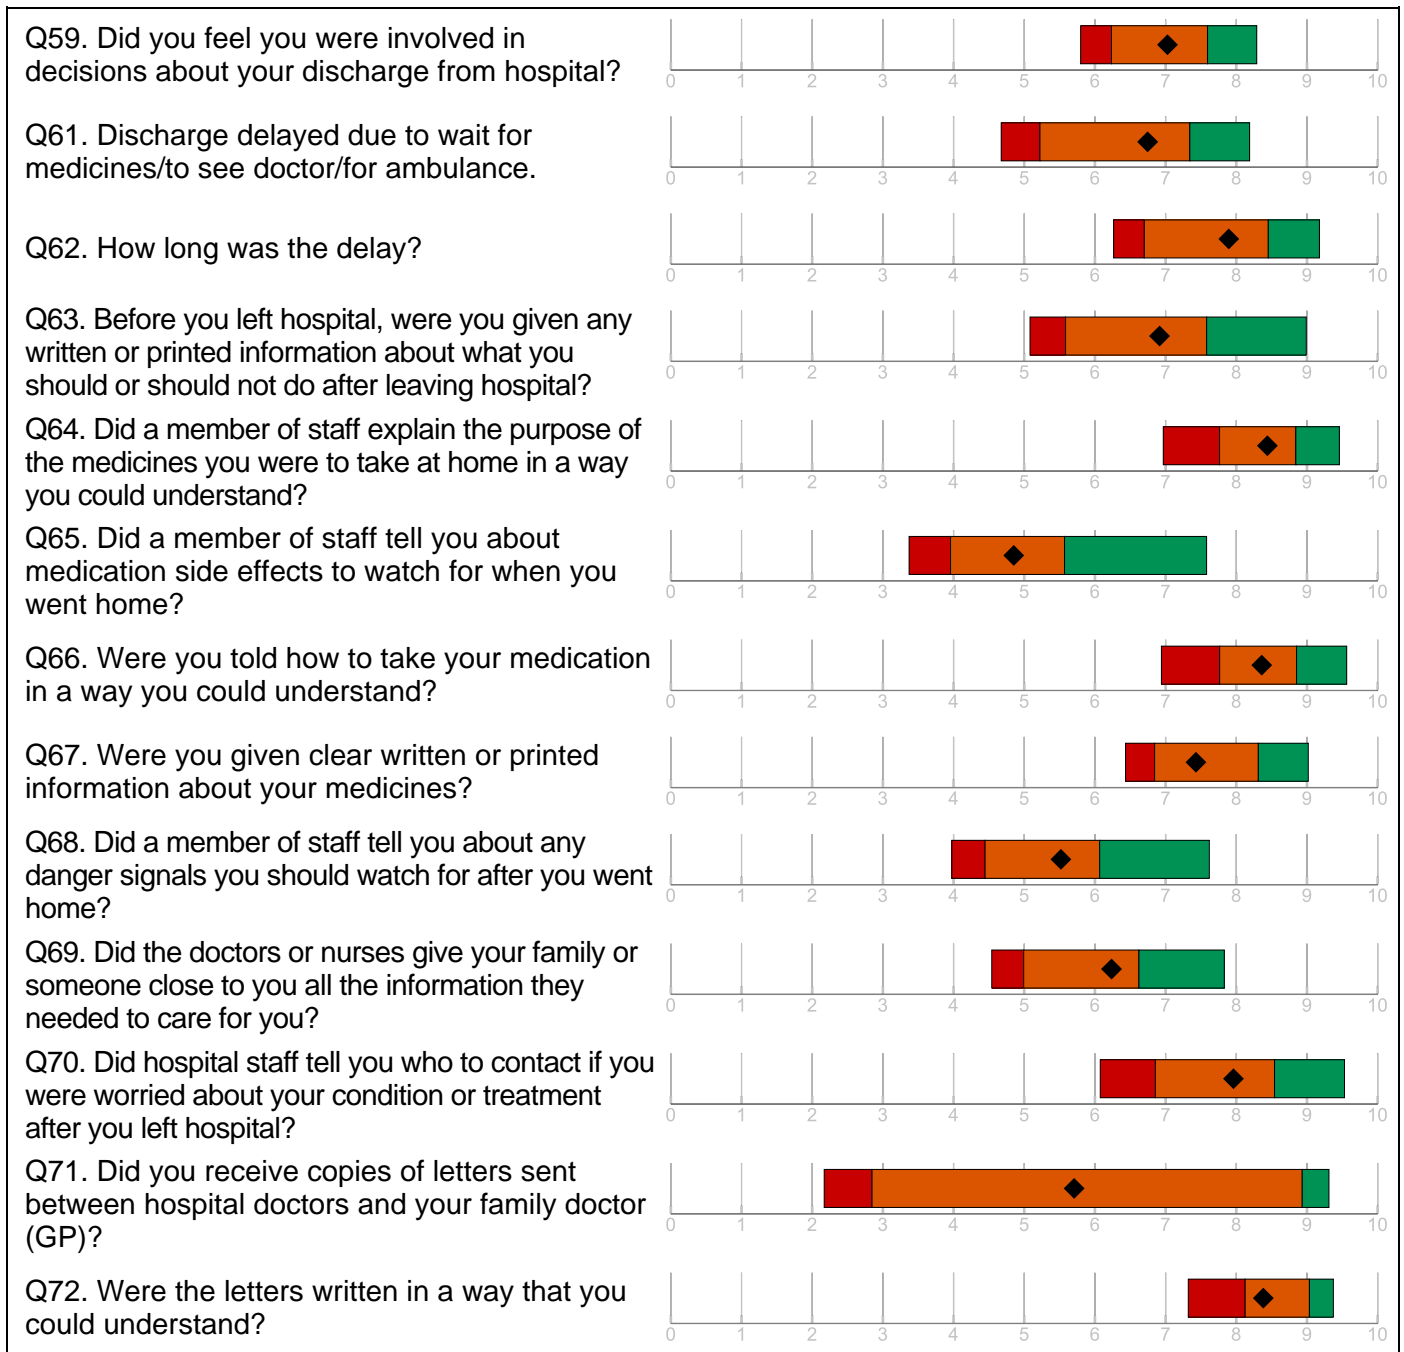 Q59. Did you feel you were involved in
decisions about your discharge from hospital?
0 1 2 3 4 5 6 7 8 9 10
Q61. Discharge delayed due to wait for
medicines/to see doctor/for ambulance.
0 1 2 3 4 5 6 7 8 9 10
Q62. How long was the delay?
0 1 2 3 4 5 6 7 8 9 10
Q63. Before you left hospital, were you given any
written or printed information about what you
should or should not do after leaving hospital?
0 1 2 3 4 5 6 7 8 9 10
Q64. Did a member of staff explain the purpose of
the medicines you were to take at home in a way
you could understand?
0 1 2 3 4 5 6 7 8 9 10
Q65. Did a member of staff tell you about
medication side effects to watch for when you
went home?
0 1 2 3 4 5 6 7 8 9 10
Q66. Were you told how to take your medication
in a way you could understand?
0 1 2 3 4 5 6 7 8 9 10
Q67. Were you given clear written or printed
information about your medicines?
0 1 2 3 4 5 6 7 8 9 10
Q68. Did a member of staff tell you about any
danger signals you should watch for after you went
home?
0 1 2 3 4 5 6 7 8 9 10
Q69. Did the doctors or nurses give your family or
someone close to you all the information they
needed to care for you?
0 1 2 3 4 5 6 7 8 9 10
Q70. Did hospital staff tell you who to contact if you
were worried about your condition or treatment
after you left hospital?
0 1 2 3 4 5 6 7 8 9 10
Q71. Did you receive copies of letters sent
between hospital doctors and your family doctor
(GP)?
0 1 2 3 4 5 6 7 8 9 10
Q72. Were the letters written in a way that you
could understand?
0 1 2 3 4 5 6 7 8 9 10